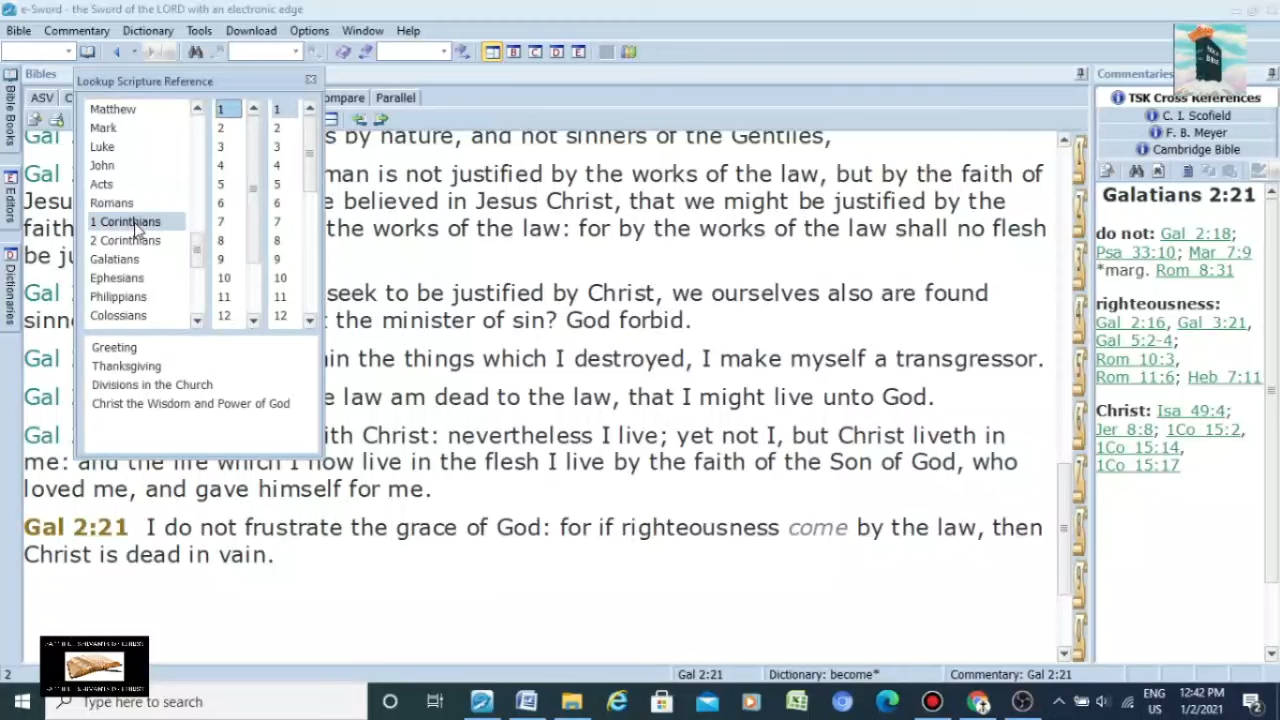 e-Sword - the Sword of the LORD with an electronic edge
Bible Commentary Dictionary Tools Download Options Window Help
B C D E
Bibles
Lookup Scripture Reference
Commentaries
ASV
Compare Parallel
Bible Books
Editors
Dictionaries
Matthew 1 1
Mark 2 2
Luke 3 3
John 4 4
Acts 5 5
Romans 6 6
1 Corinthians 7 7
2 Corinthians 8 8
Galatians 9 9
Ephesians 10 10
Philippians 11 11
Colossians 12 12
Greeting
Thanksgiving
Divisions in the Church
Christ the Wisdom and Power of God
Gal s by nature, and not sinners of the Gentiles,
Gal man is not justified by the works of the law, but by the faith of
Jesu e believed in Jesus Christ, that we might be justified by the
faith the works of the law: for by the works of the law shall no flesh
be ju
Gal seek to be justified by Christ, we ourselves also are found
sinne the minister of sin? God forbid.
Gal in the things which I destroyed, I make myself a transgressor.
Gal e law am dead to the law, that I might live unto God.
Gal ith Christ: nevertheless I live; yet not I, but Christ liveth in
me: and the life which I now live in the flesh I live by the faith of the Son of God, who
loved me, and gave himself for me.
Gal 2:21 I do not frustrate the grace of God: for if righteousness come by the law, then
Christ is dead in vain.
TSK Cross References
C. I. Scofield
F. B. Meyer
Cambridge Bible
Galatians 2:21
do not: Gal 2:18;
Psa 33:10; Mar 7:9
*marg. Rom 8:31
righteousness:
Gal 2:16, Gal 3:21,
Gal 5:2-4;
Rom 10:3,
Rom 11:6; Heb 7:11
Christ: Isa 49:4;
Jer 8:8; 1Co 15:2,
1Co 15:14,
1Co 15:17
2 Gal 2:21 Dictionary: become* Commentary: Gal 2:21
Type here to search
ENG
US
12:42 PM
1/2/2021
2